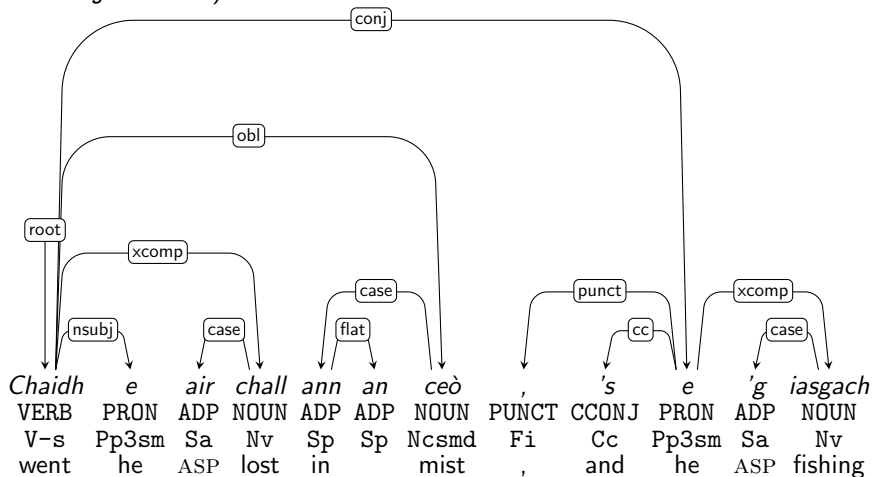 conj
obl
root
xcomp case punct xcomp
nsubj case flat cc case
Chaidh e air chall ann an ceò , 's e 'g iasgach
VERB PRON ADP NOUN ADP ADP NOUN PUNCT CCONJ PRON ADP NOUN
V-s Pp3sm Sa Nv Sp Sp Ncsmd Fi Cc Pp3sm Sa Nv
went he ASP lost in mist , and he ASP fishing